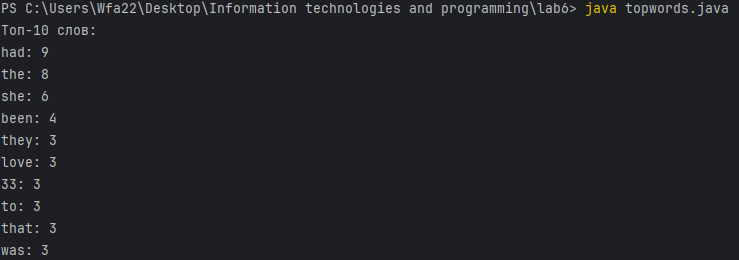 PS C:\Users\Wfa22\Desktop\Information technologies and programming\lab6> java topwords.java
Топ-10 слов:
had: 9
the: 8
she: 6
been: 4
they: 3
love: 3
33: 3
to: 3
that: 3
was: 3